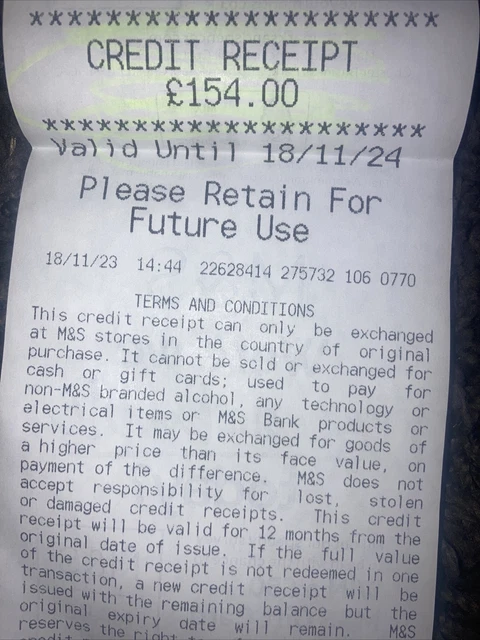 *********************
CREDIT RECEIPT
£154.00
*********************
Valid Until 18/11/24
Please Retain For
Future Use
18/11/23 14:44 22628414 275732 106 0770
TERMS AND CONDITIONS
This credit receipt can only be exchanged
at M&S stores in the country of original
purchase. It cannot be sold or exchanged for
cash or gift cards; used to pay for
non-M&S branded alcohol, any technology or
electrical items or M&S Bank products or
services. It may be exchanged for goods of
a higher price than its face value, on
payment of the difference. M&S does not
accept responsibility for lost, stolen
or damaged credit receipts. This credit
receipt will be valid for 12 months from the
original date of issue. If the full value
of the credit receipt is not redeemed in one
transaction, a new credit receipt will be
issued with the remaining balance but the
original expiry date will remain. M&S
reserves the right